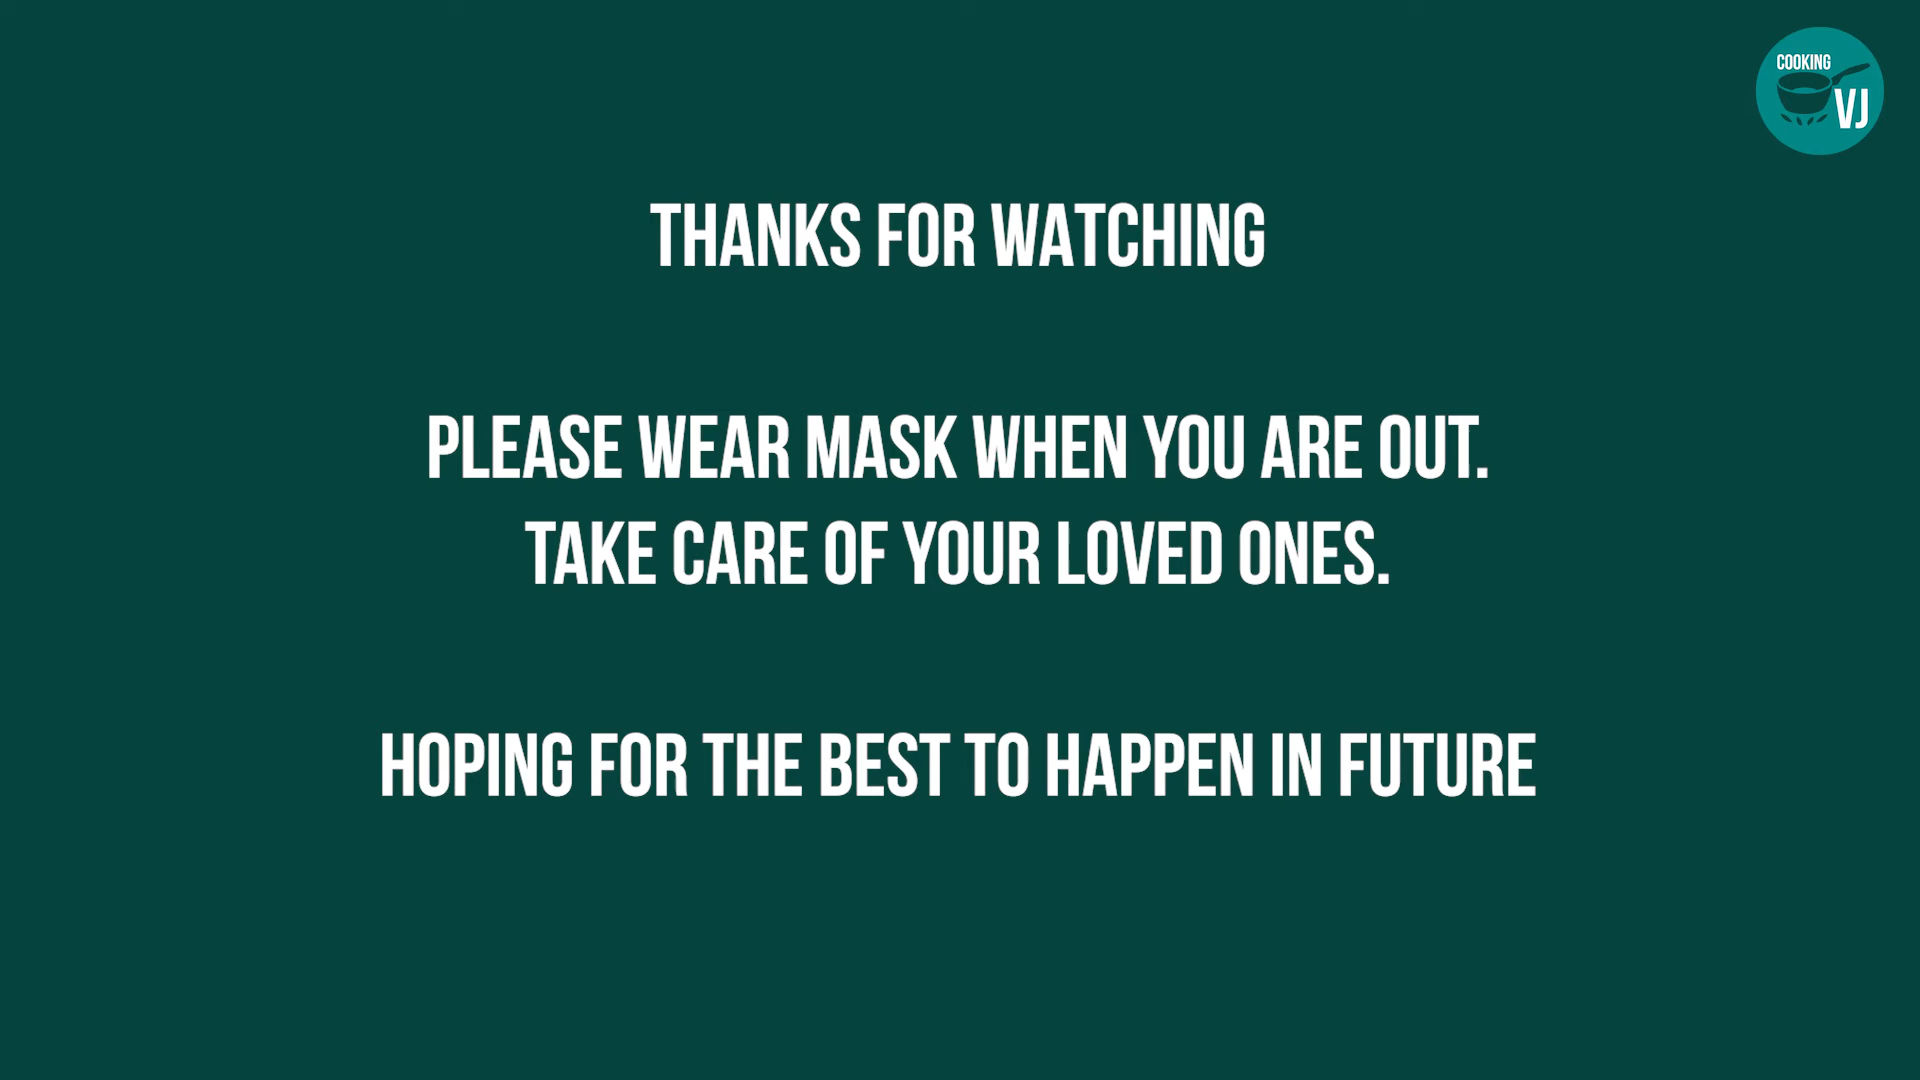 COOKING
VJ
THANKS FOR WATCHING
PLEASE WEAR MASK WHEN YOU ARE OUT.
TAKE CARE OF YOUR LOVED ONES.
HOPING FOR THE BEST TO HAPPEN IN FUTURE